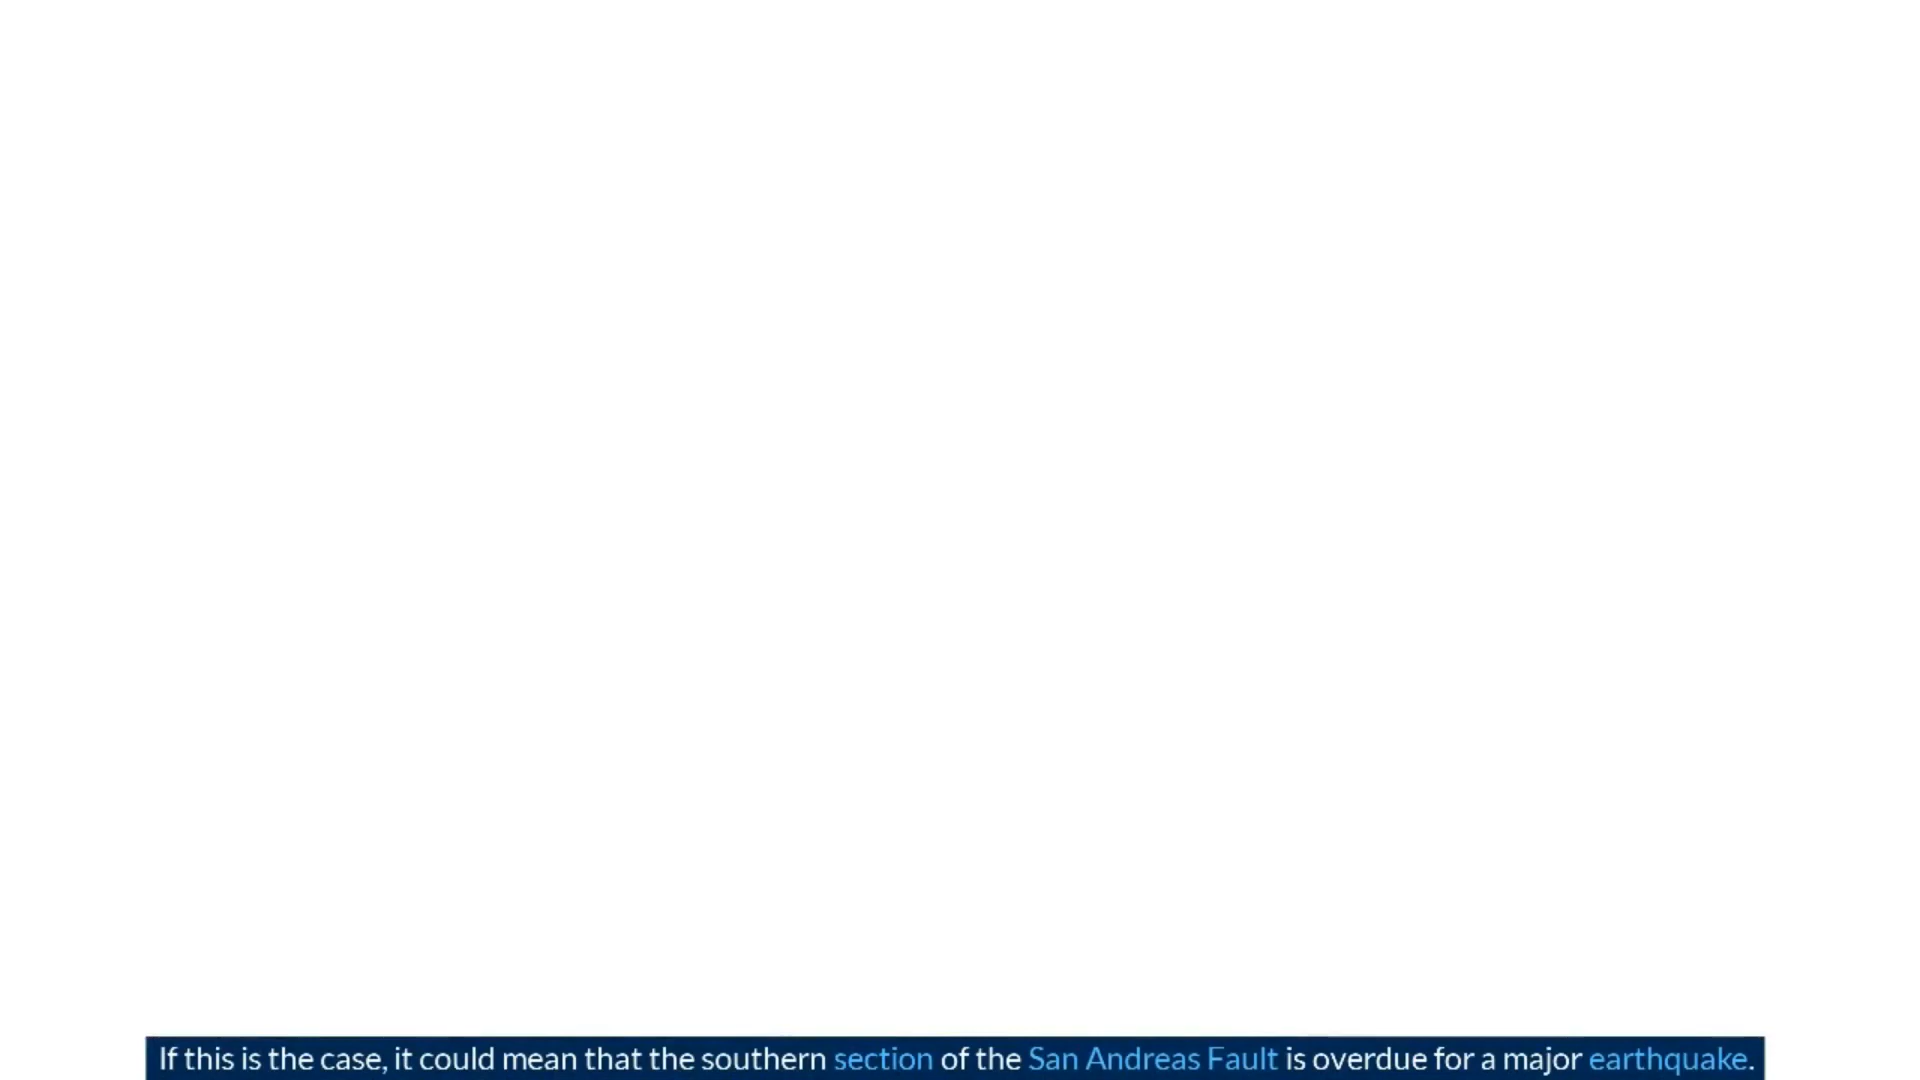 If this is the case, it could mean that the southern section of the San Andreas Fault is overdue for a major earthquake.